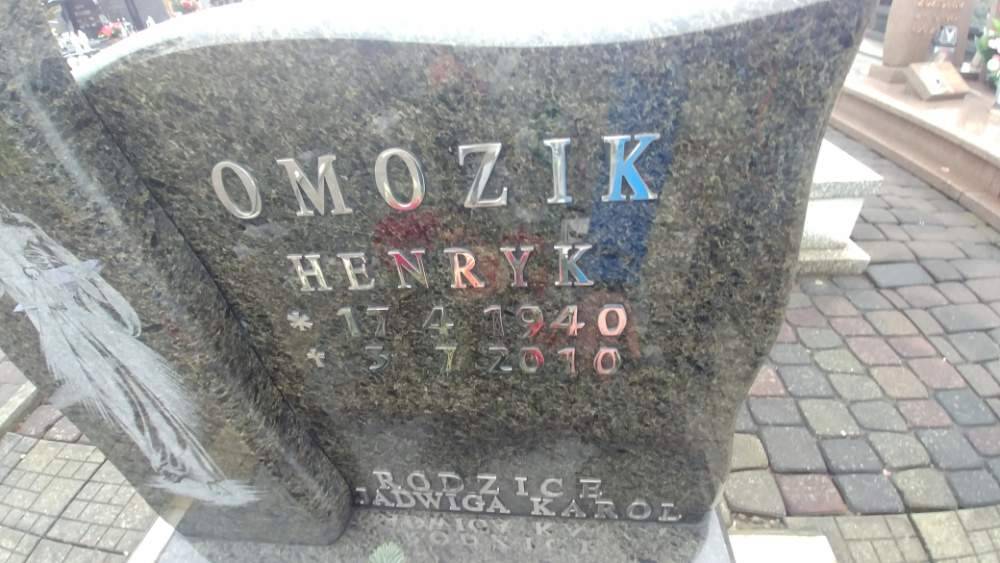 OMOZIK
HENRYK
* 17 4 1940
† 3 7 2010
RODZICE
JADWIGA KAROL